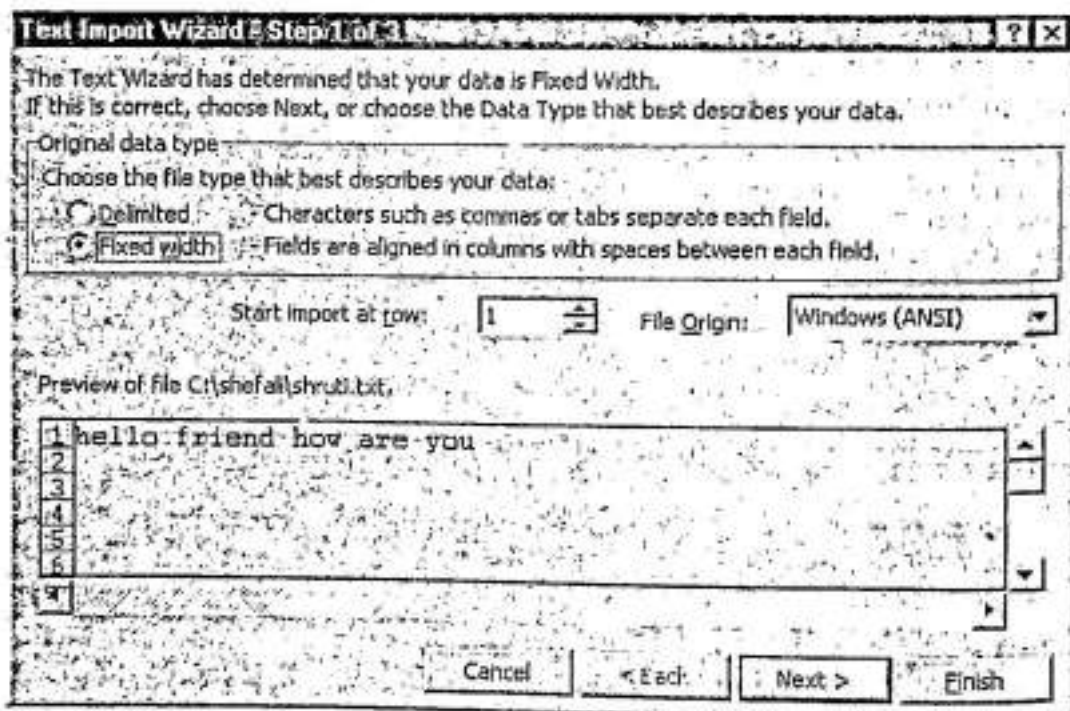 Text Import Wizard - Step 1 of 3 ? ×
The Text Wizard has determined that your data is Fixed Width.
If this is correct, choose Next, or choose the Data Type that best describes your data.
Original data type
Choose the file type that best describes your data:
Delimited - Characters such as commas or tabs separate each field.
Fixed width - Fields are aligned in columns with spaces between each field.
Start import at row: 1 File Origin: Windows (ANSI)
Preview of file C:\shefali\shruti.txt.
1 hello friend how are you
2
3
4
5
6
Cancel < Back Next > Finish